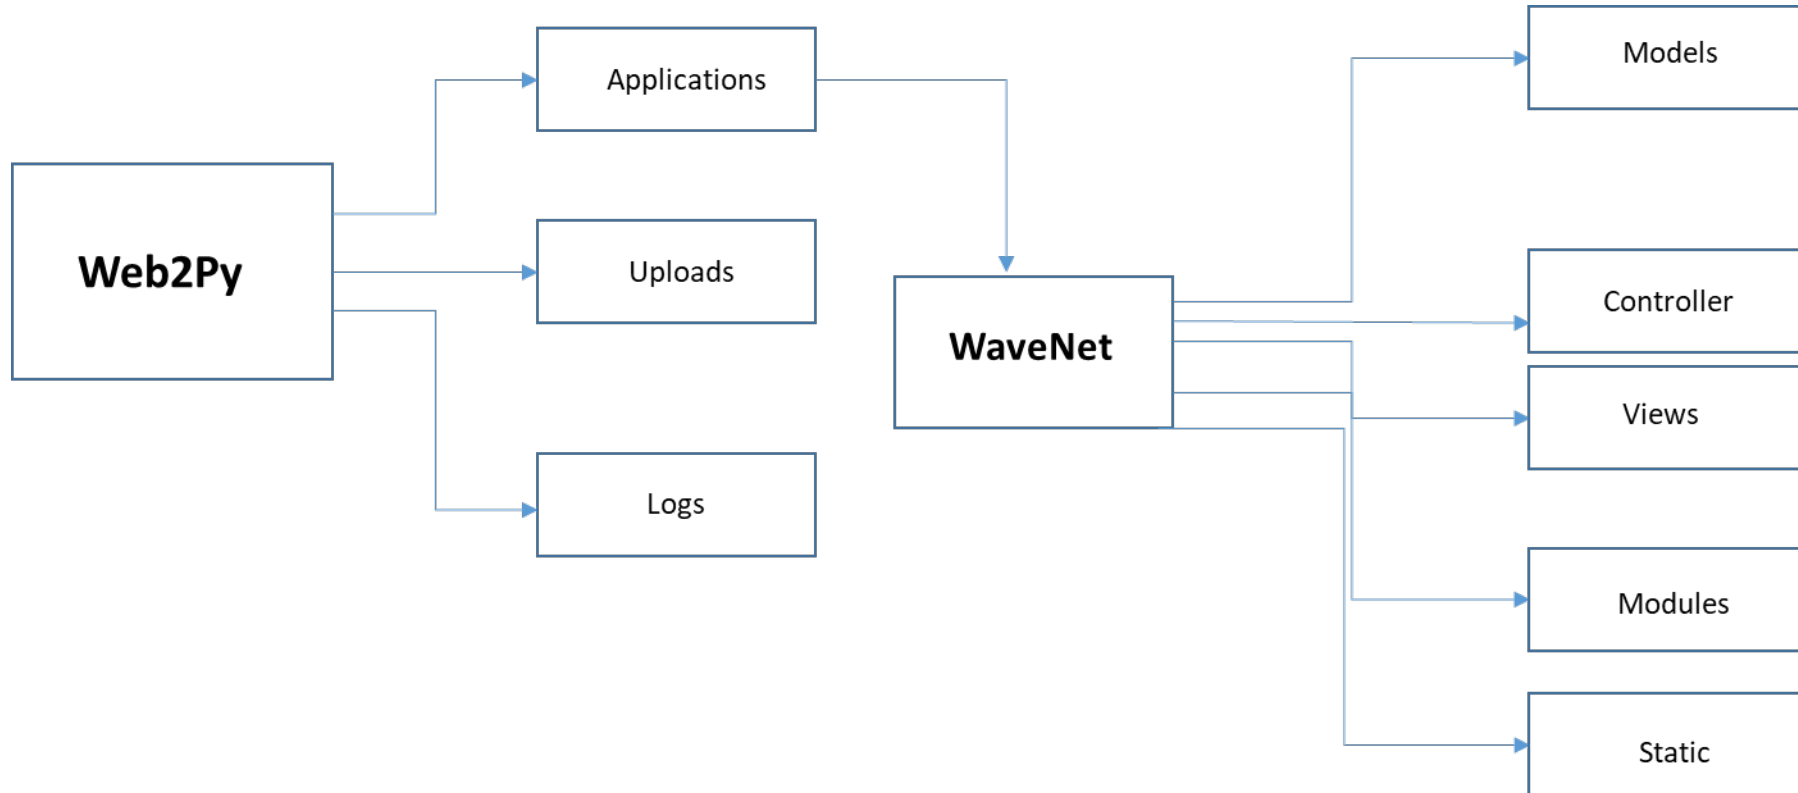 Web2Py
Applications
Uploads
Logs
WaveNet
Models
Controller
Views
Modules
Static